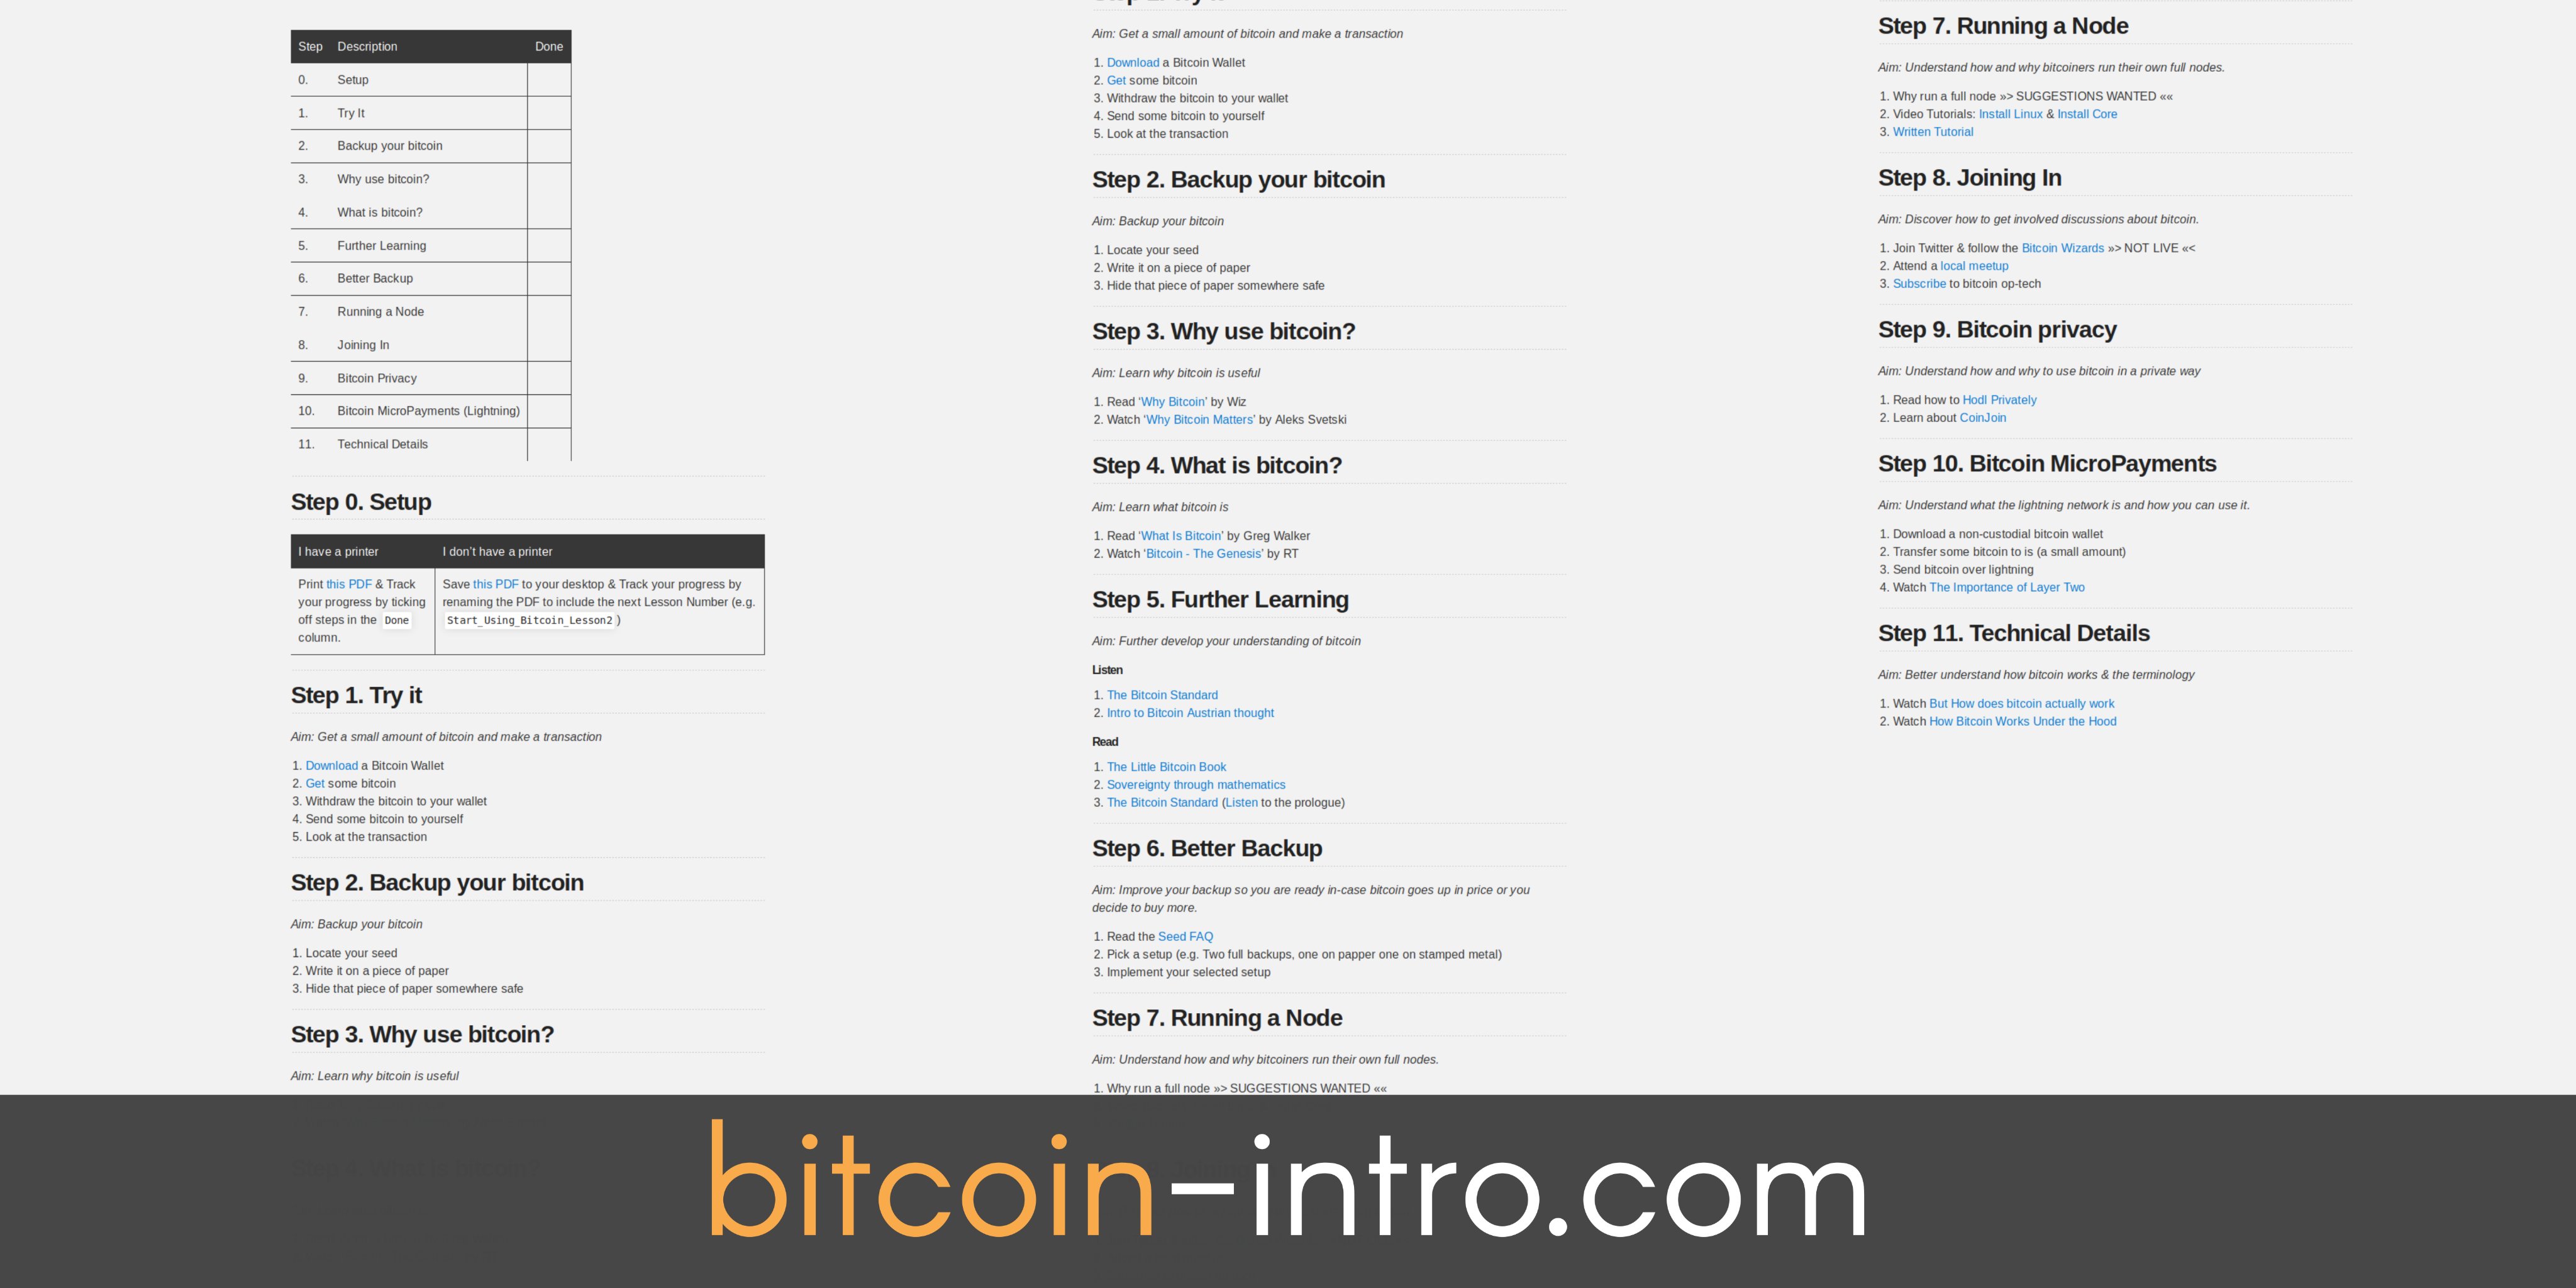 Step Description Done
0. Setup
1. Try It
2. Backup your bitcoin
3. Why use bitcoin?
4. What is bitcoin?
5. Further Learning
6. Better Backup
7. Running a Node
8. Joining In
9. Bitcoin Privacy
10. Bitcoin MicroPayments (Lightning)
11. Technical Details
Step 0. Setup
I have a printer
Print this PDF & Track
your progress by ticking
off steps in the Done
column.
I don't have a printer
Save this PDF to your desktop & Track your progress by
renaming the PDF to include the next Lesson Number (e.g.
Start_Using_Bitcoin_Lesson2 )
Step 1. Try it
Aim: Get a small amount of bitcoin and make a transaction
1. Download a Bitcoin Wallet
2. Get some bitcoin
3. Withdraw the bitcoin to your wallet
4. Send some bitcoin to yourself
5. Look at the transaction
Step 2. Backup your bitcoin
Aim: Backup your bitcoin
1. Locate your seed
2. Write it on a piece of paper
3. Hide that piece of paper somewhere safe
Step 3. Why use bitcoin?
Aim: Learn why bitcoin is useful
Aim: Get a small amount of bitcoin and make a transaction
1. Download a Bitcoin Wallet
2. Get some bitcoin
3. Withdraw the bitcoin to your wallet
4. Send some bitcoin to yourself
5. Look at the transaction
Step 2. Backup your bitcoin
Aim: Backup your bitcoin
1. Locate your seed
2. Write it on a piece of paper
3. Hide that piece of paper somewhere safe
Step 3. Why use bitcoin?
Aim: Learn why bitcoin is useful
1. Read ‘Why Bitcoin’ by Wiz
2. Watch ‘Why Bitcoin Matters’ by Aleks Svetski
Step 4. What is bitcoin?
Aim: Learn what bitcoin is
1. Read ‘What Is Bitcoin’ by Greg Walker
2. Watch ‘Bitcoin - The Genesis’ by RT
Step 5. Further Learning
Aim: Further develop your understanding of bitcoin
Listen
1. The Bitcoin Standard
2. Intro to Bitcoin Austrian thought
Read
1. The Little Bitcoin Book
2. Sovereignty through mathematics
3. The Bitcoin Standard (Listen to the prologue)
Step 6. Better Backup
Aim: Improve your backup so you are ready in-case bitcoin goes up in price or you
decide to buy more.
1. Read the Seed FAQ
2. Pick a setup (e.g. Two full backups, one on papper one on stamped metal)
3. Implement your selected setup
Step 7. Running a Node
Aim: Understand how and why bitcoiners run their own full nodes.
1. Why run a full node »> SUGGESTIONS WANTED ««
Step 7. Running a Node
Aim: Understand how and why bitcoiners run their own full nodes.
1. Why run a full node »> SUGGESTIONS WANTED ««
2. Video Tutorials: Install Linux & Install Core
3. Written Tutorial
Step 8. Joining In
Aim: Discover how to get involved discussions about bitcoin.
1. Join Twitter & follow the Bitcoin Wizards »> NOT LIVE «<
2. Attend a local meetup
3. Subscribe to bitcoin op-tech
Step 9. Bitcoin privacy
Aim: Understand how and why to use bitcoin in a private way
1. Read how to Hodl Privately
2. Learn about CoinJoin
Step 10. Bitcoin MicroPayments
Aim: Understand what the lightning network is and how you can use it.
1. Download a non-custodial bitcoin wallet
2. Transfer some bitcoin to is (a small amount)
3. Send bitcoin over lightning
4. Watch The Importance of Layer Two
Step 11. Technical Details
Aim: Better understand how bitcoin works & the terminology
1. Watch But How does bitcoin actually work
2. Watch How Bitcoin Works Under the Hood
bitcoin-intro.com